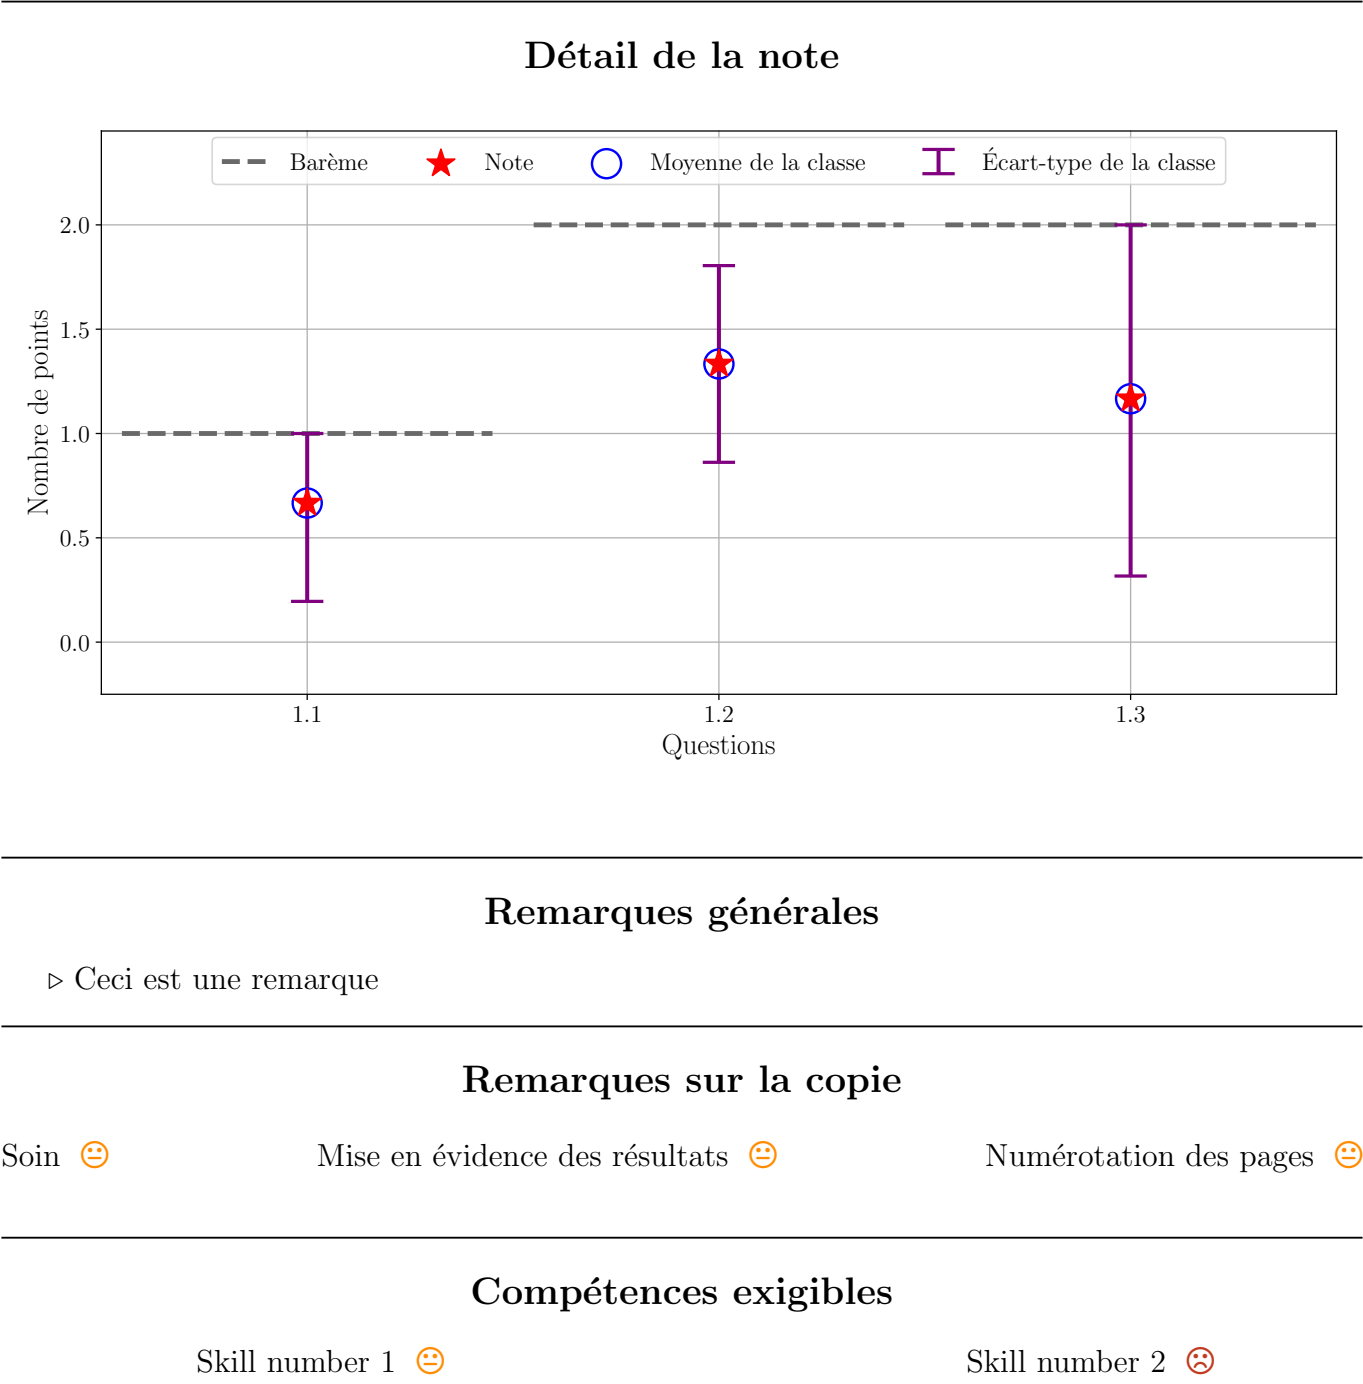 Détail de la note
Barème Note Moyenne de la classe Écart-type de la classe
2.0
1.5
1.0
0.5
0.0
Nombre de points
1.1 1.2 1.3
Questions
Remarques générales
▷ Ceci est une remarque
Remarques sur la copie
Soin Mise en évidence des résultats Numérotation des pages
Compétences exigibles
Skill number 1 Skill number 2